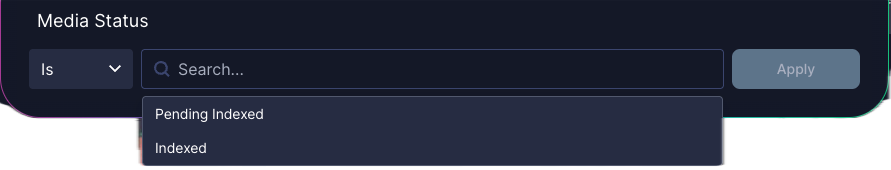 Media Status
Is
Search...
Apply
Pending Indexed
Indexed